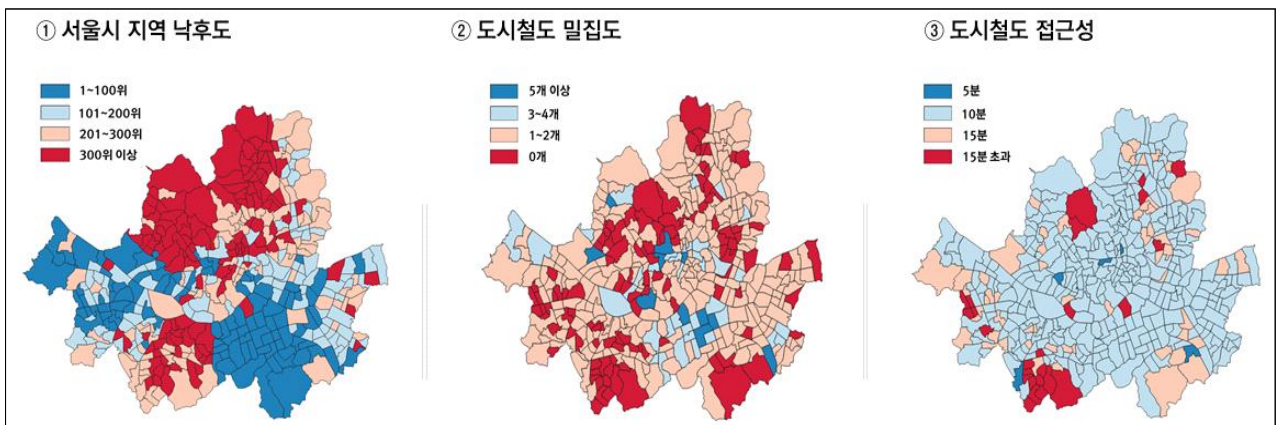 ① 서울시 지역 낙후도
1~100위
101~200위
201~300위
300위 이상
② 도시철도 밀집도
5개 이상
3~4개
1~2개
0개
③ 도시철도 접근성
5분
10분
15분
15분 초과